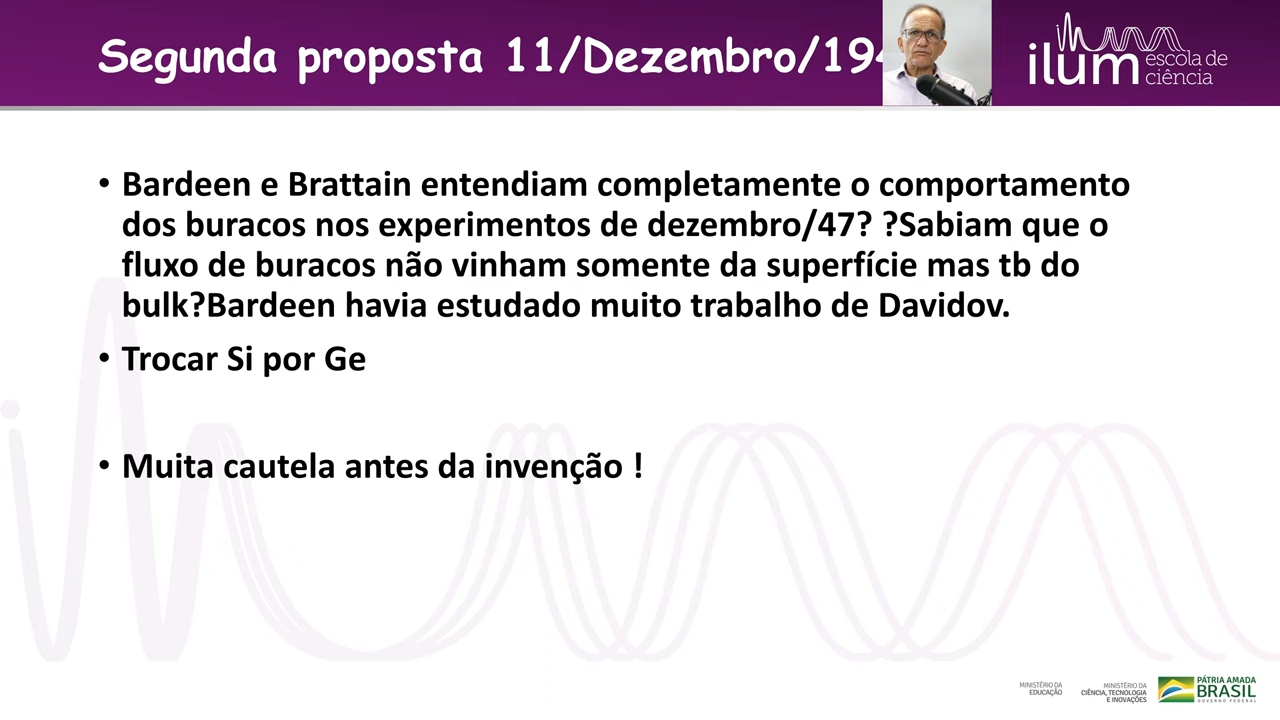 Segunda proposta 11/Dezembro/194
ilum escola de ciência
• Bardeen e Brattain entendiam completamente o comportamento
dos buracos nos experimentos de dezembro/47? ?Sabiam que o
fluxo de buracos não vinham somente da superfície mas tb do
bulk?Bardeen havia estudado muito trabalho de Davidov.
• Trocar Si por Ge
• Muita cautela antes da invenção !
MINISTÉRIO DA
EDUCAÇÃO
MINISTÉRIO DA
CIÊNCIA, TECNOLOGIA
E INOVAÇÕES
PÁTRIA AMADA
BRASIL
GOVERNO FEDERAL